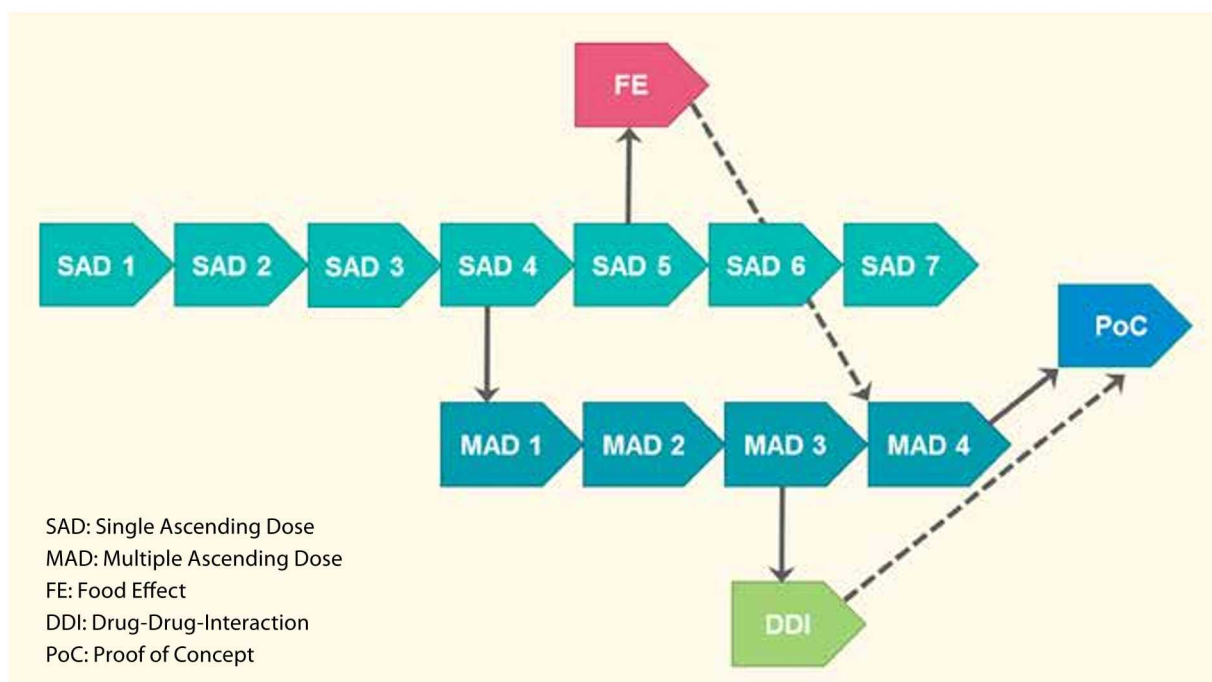 FE
SAD 1
SAD 2
SAD 3
SAD 4
SAD 5
SAD 6
SAD 7
PoC
MAD 1
MAD 2
MAD 3
MAD 4
DDI
SAD: Single Ascending Dose
MAD: Multiple Ascending Dose
FE: Food Effect
DDI: Drug-Drug-Interaction
PoC: Proof of Concept